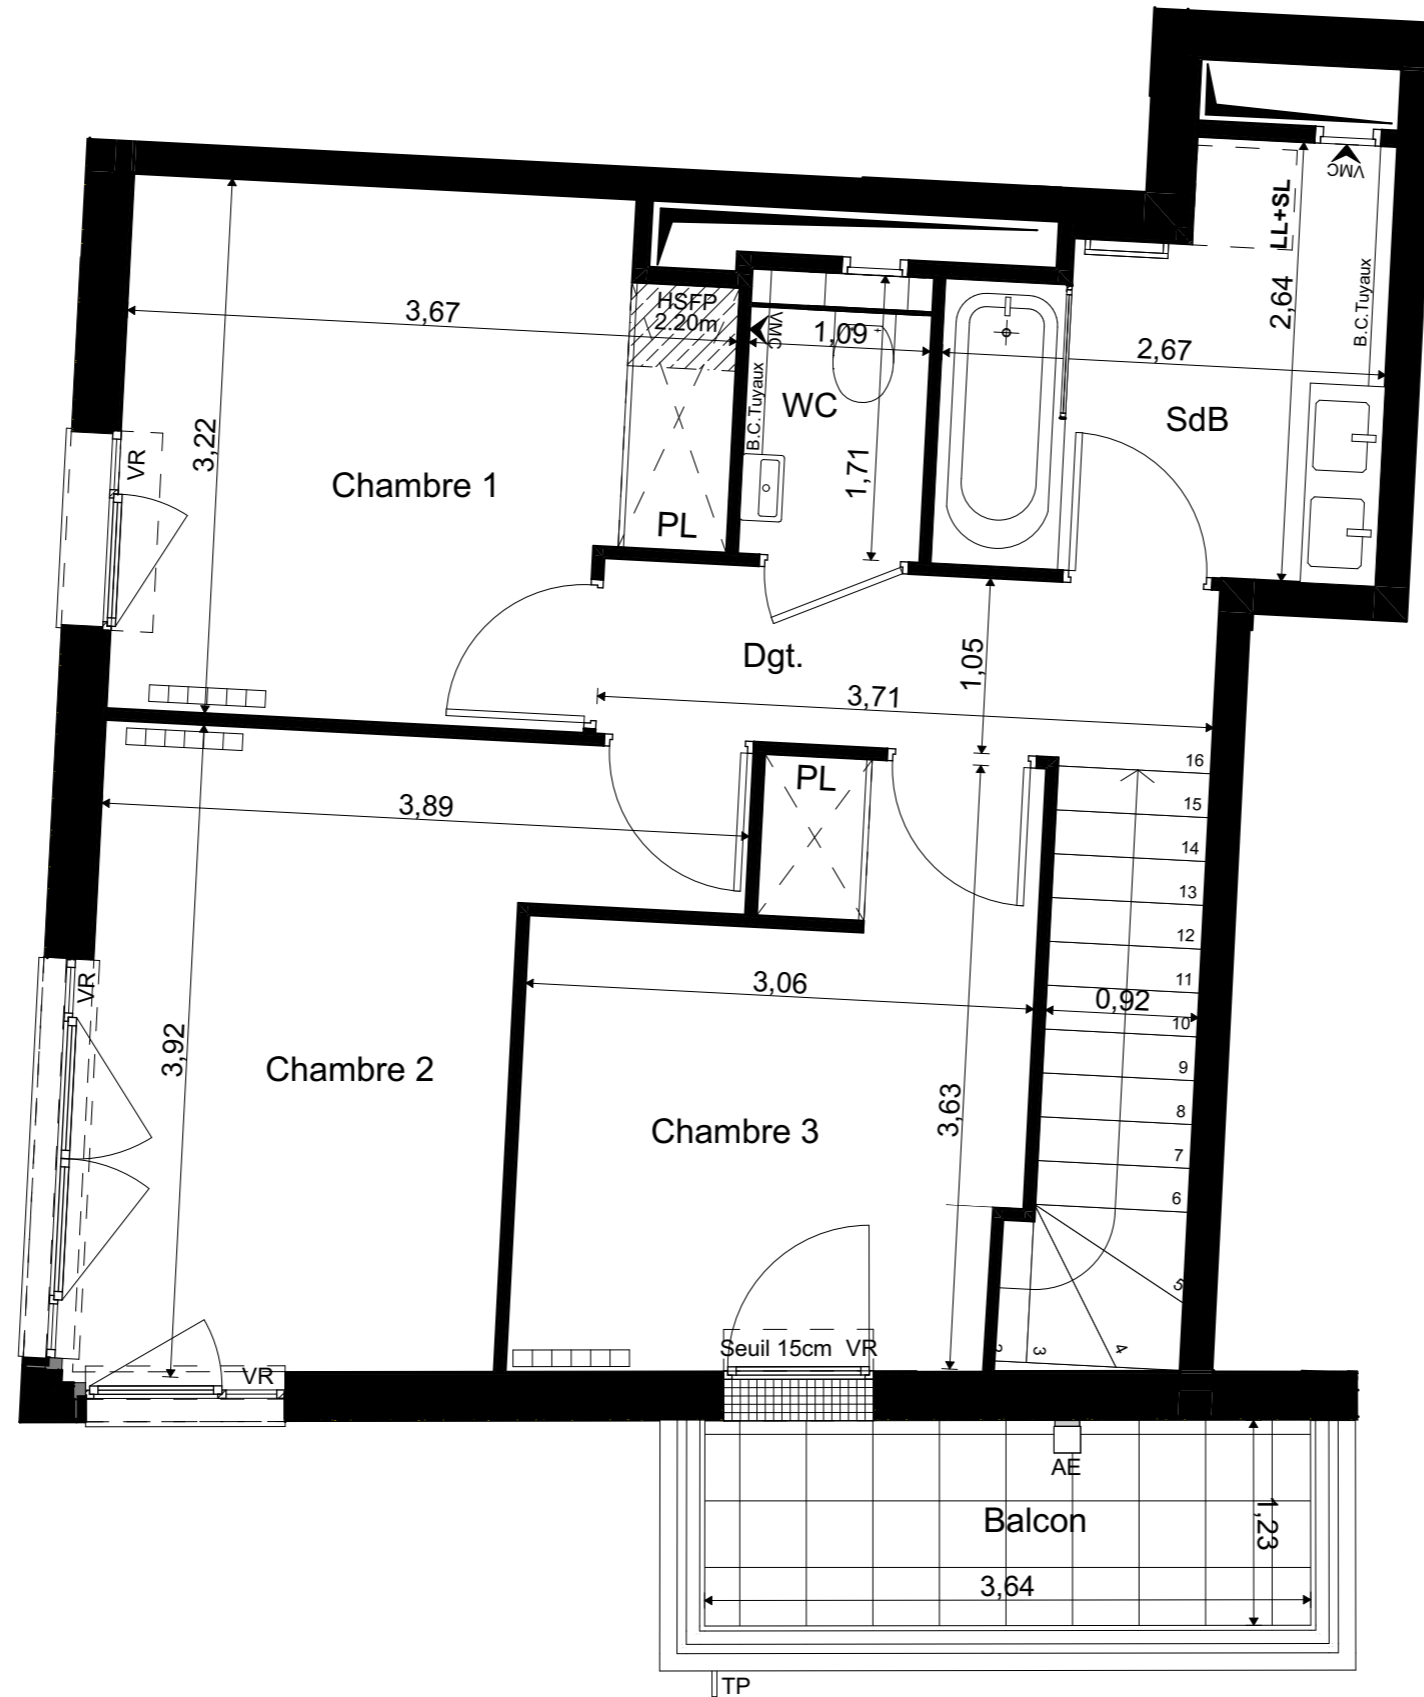 VMC
LL+SL
2,64
B.C.Tuyaux
HSFP
2.20m
3,67
VMC
1,09
2,67
B.C.Tuyaux
WC
SdB
3,22
VR
1,71
Chambre 1
PL
Dgt.
1,05
3,71
PL
16
15
14
13
12
11
10
9
8
7
6
5
4
3
2
3,89
VR
3,06
0,92
3,92
Chambre 2
3,63
Chambre 3
Seuil 15cm VR
VR
AE
Balcon
1,23
3,64
TP